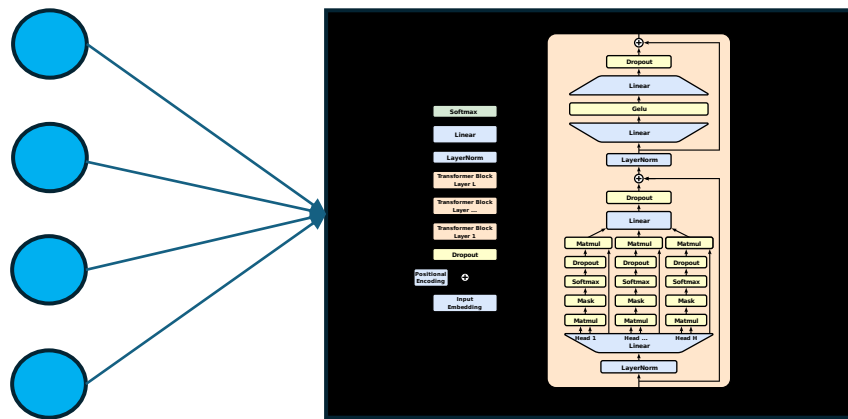 Softmax
Linear
LayerNorm
Transformer Block
Layer L
Transformer Block
Layer ...
Transformer Block
Layer 1
Dropout
Positional
Encoding
Input
Embedding
Dropout
Linear
Gelu
Linear
LayerNorm
Dropout
Linear
Matmul Matmul Matmul
Dropout Dropout Dropout
Softmax Softmax Softmax
Mask Mask Mask
Matmul Matmul Matmul
Head 1 Head ... Head H
Linear
LayerNorm